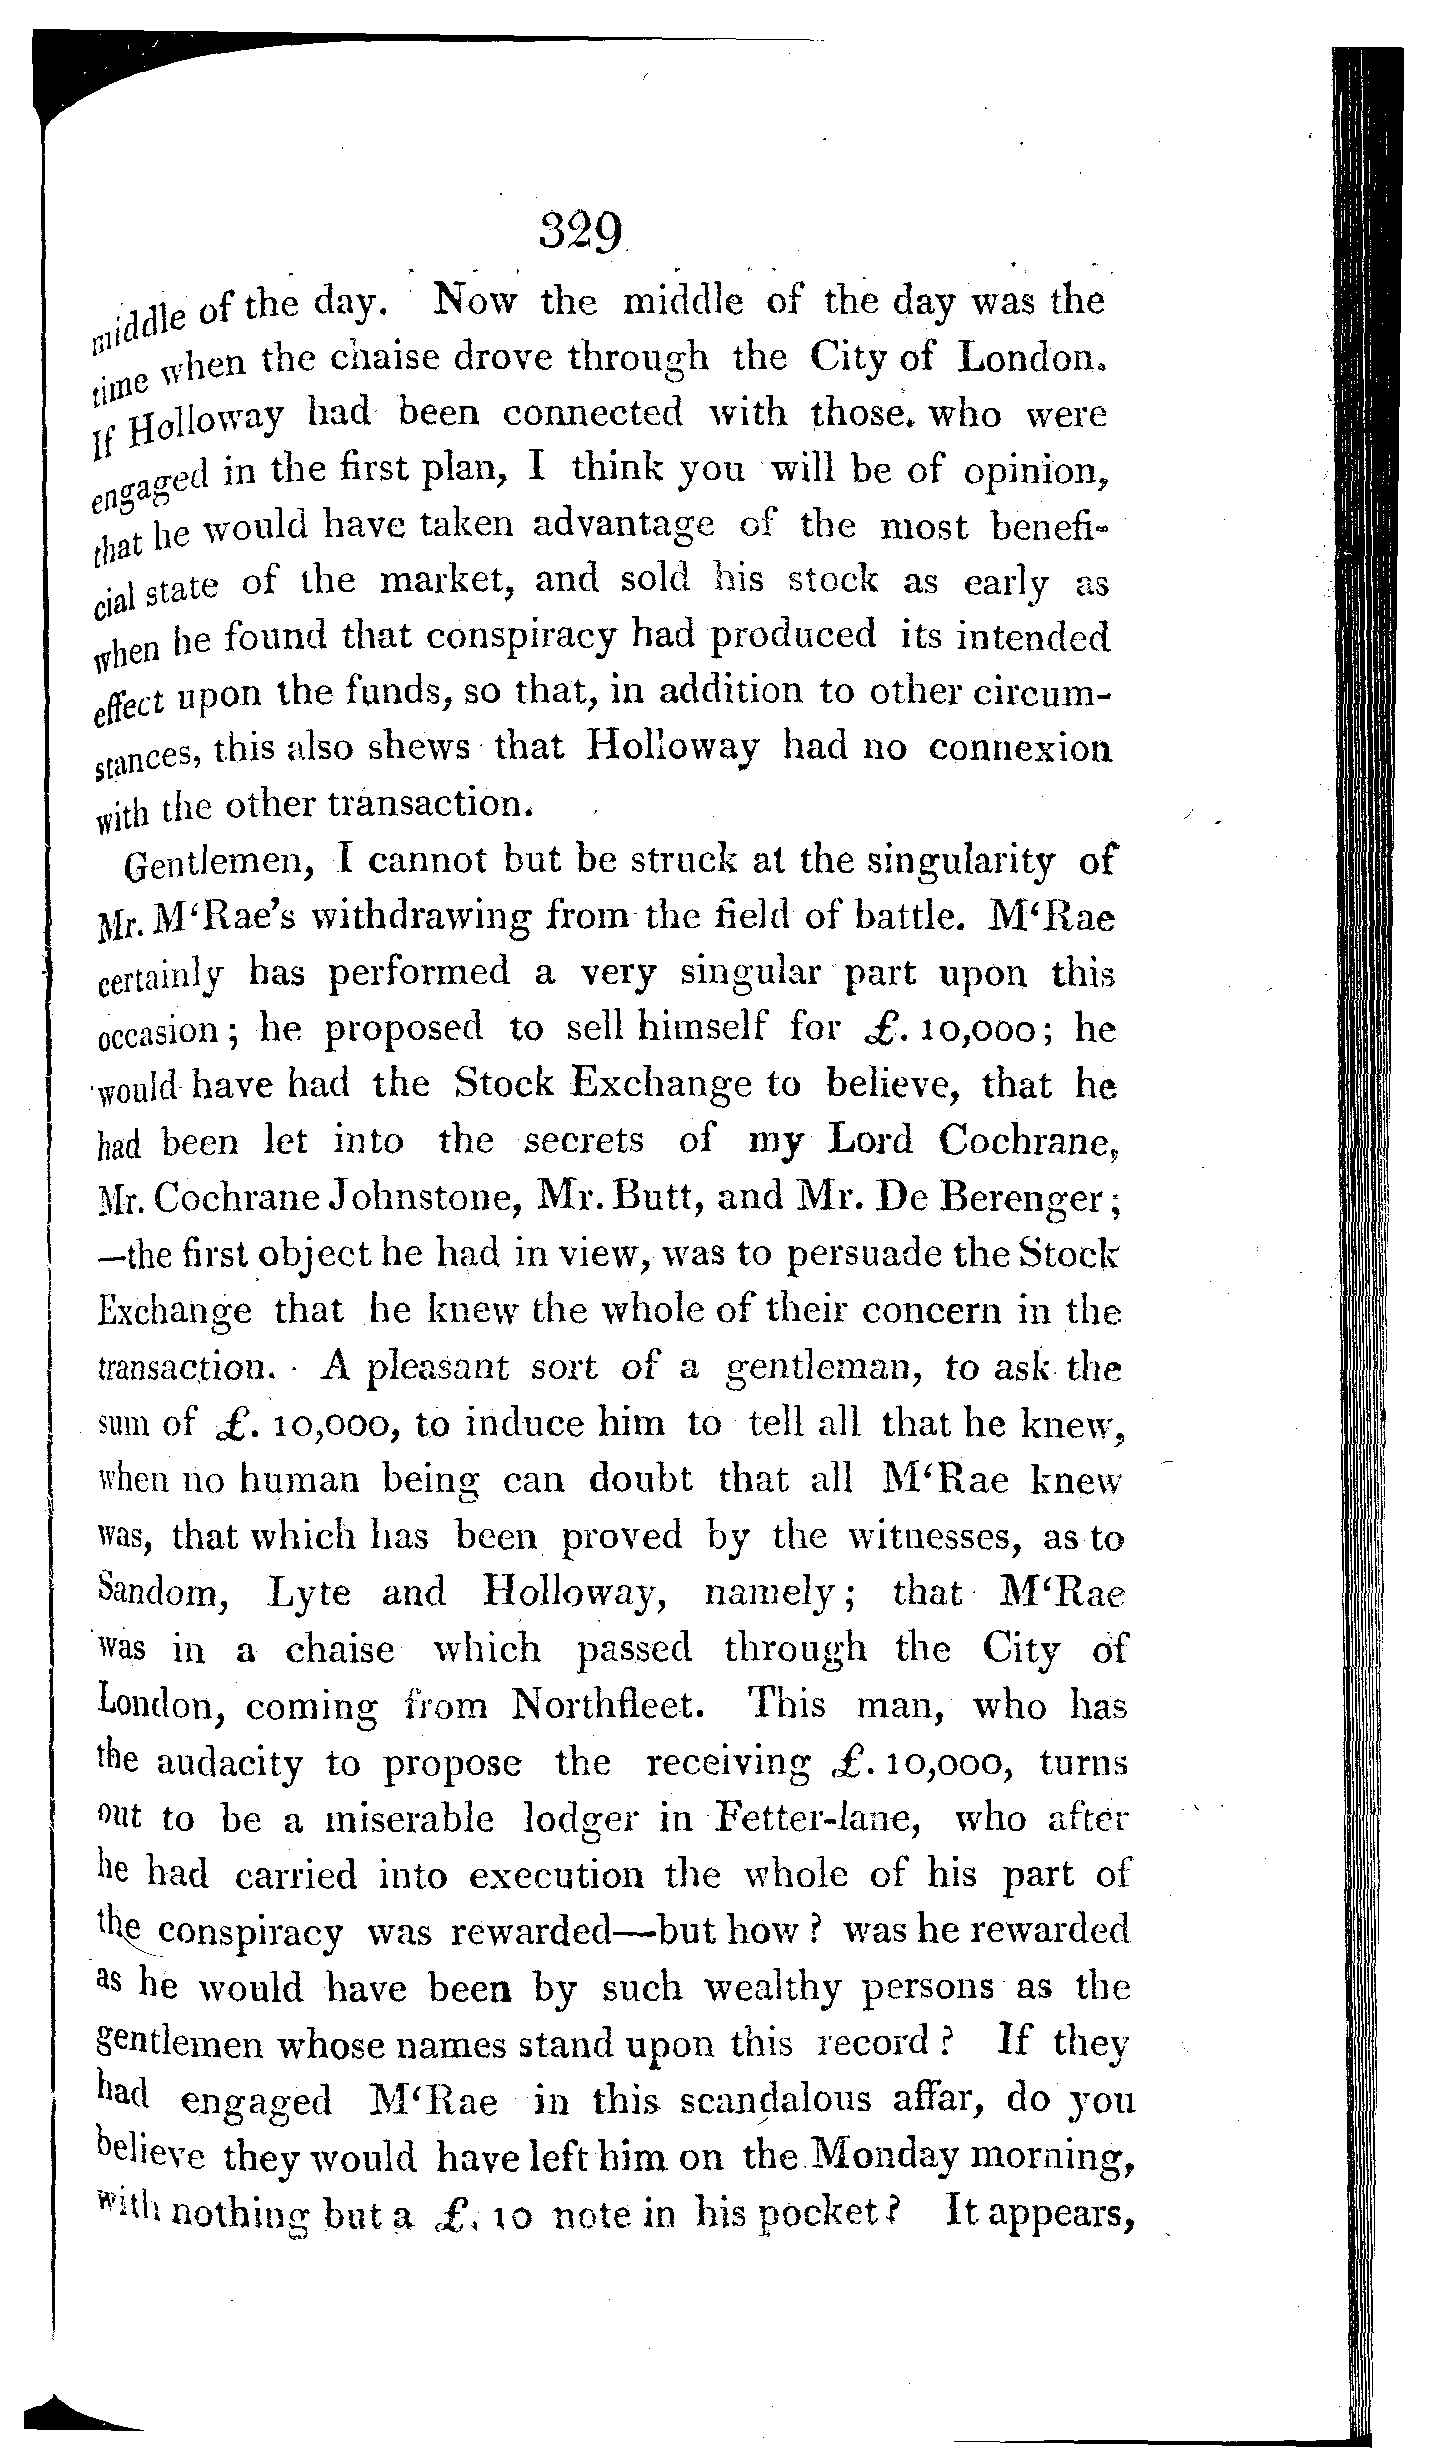 329
middle of the day. Now the middle of the day was the
time when the chaise drove through the City of London.
If Holloway had been connected with those who were
engaged in the first plan, I think you will be of opinion,
that he would have taken advantage of the most benefi-
cial state of the market, and sold his stock as early as
when he found that conspiracy had produced its intended
effect upon the funds, so that, in addition to other circum-
stances, this also shews that Holloway had no connexion
with the other transaction.
Gentlemen, I cannot but be struck at the singularity of
Mr. M‘Rae’s withdrawing from the field of battle. M‘Rae
certainly has performed a very singular part upon this
occasion; he proposed to sell himself for £. 10,000; he
would have had the Stock Exchange to believe, that he
had been let into the secrets of my Lord Cochrane,
Mr. Cochrane Johnstone, Mr. Butt, and Mr. De Berenger;
—the first object he had in view, was to persuade the Stock
Exchange that he knew the whole of their concern in the
transaction. A pleasant sort of a gentleman, to ask the
sum of £. 10,000, to induce him to tell all that he knew,
when no human being can doubt that all M‘Rae knew
was, that which has been proved by the witnesses, as to
Sandom, Lyte and Holloway, namely; that M‘Rae
was in a chaise which passed through the City of
London, coming from Northfleet. This man, who has
the audacity to propose the receiving £. 10,000, turns
out to be a miserable lodger in Fetter-lane, who after
he had carried into execution the whole of his part of
the conspiracy was rewarded—but how? was he rewarded
as he would have been by such wealthy persons as the
gentlemen whose names stand upon this record? If they
had engaged M‘Rae in this scandalous affar, do you
believe they would have left him on the Monday morning,
with nothing but a £. 10 note in his pocket? It appears,